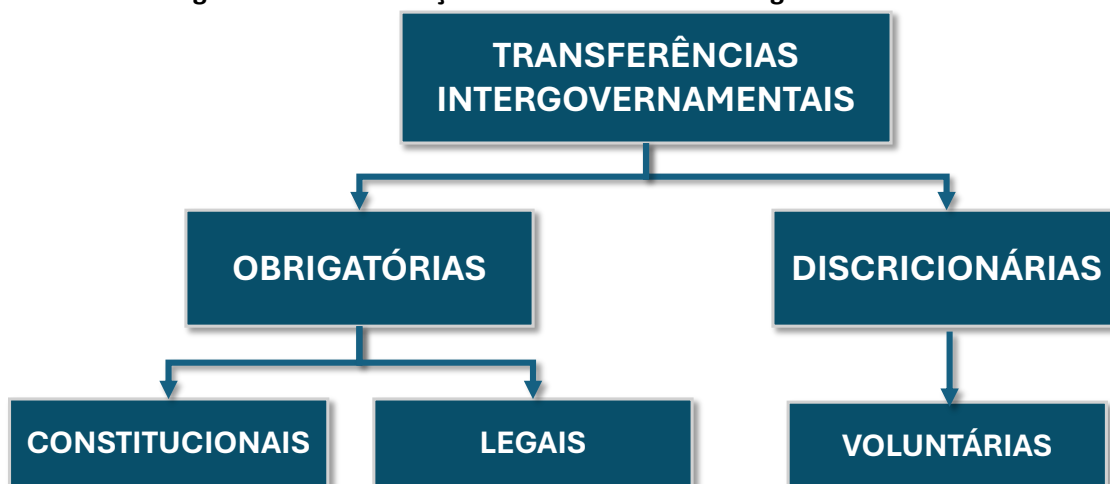 TRANSFERÊNCIAS
INTERGOVERNAMENTAIS
OBRIGATÓRIAS
DISCRICIONÁRIAS
CONSTITUCIONAIS
LEGAIS
VOLUNTÁRIAS